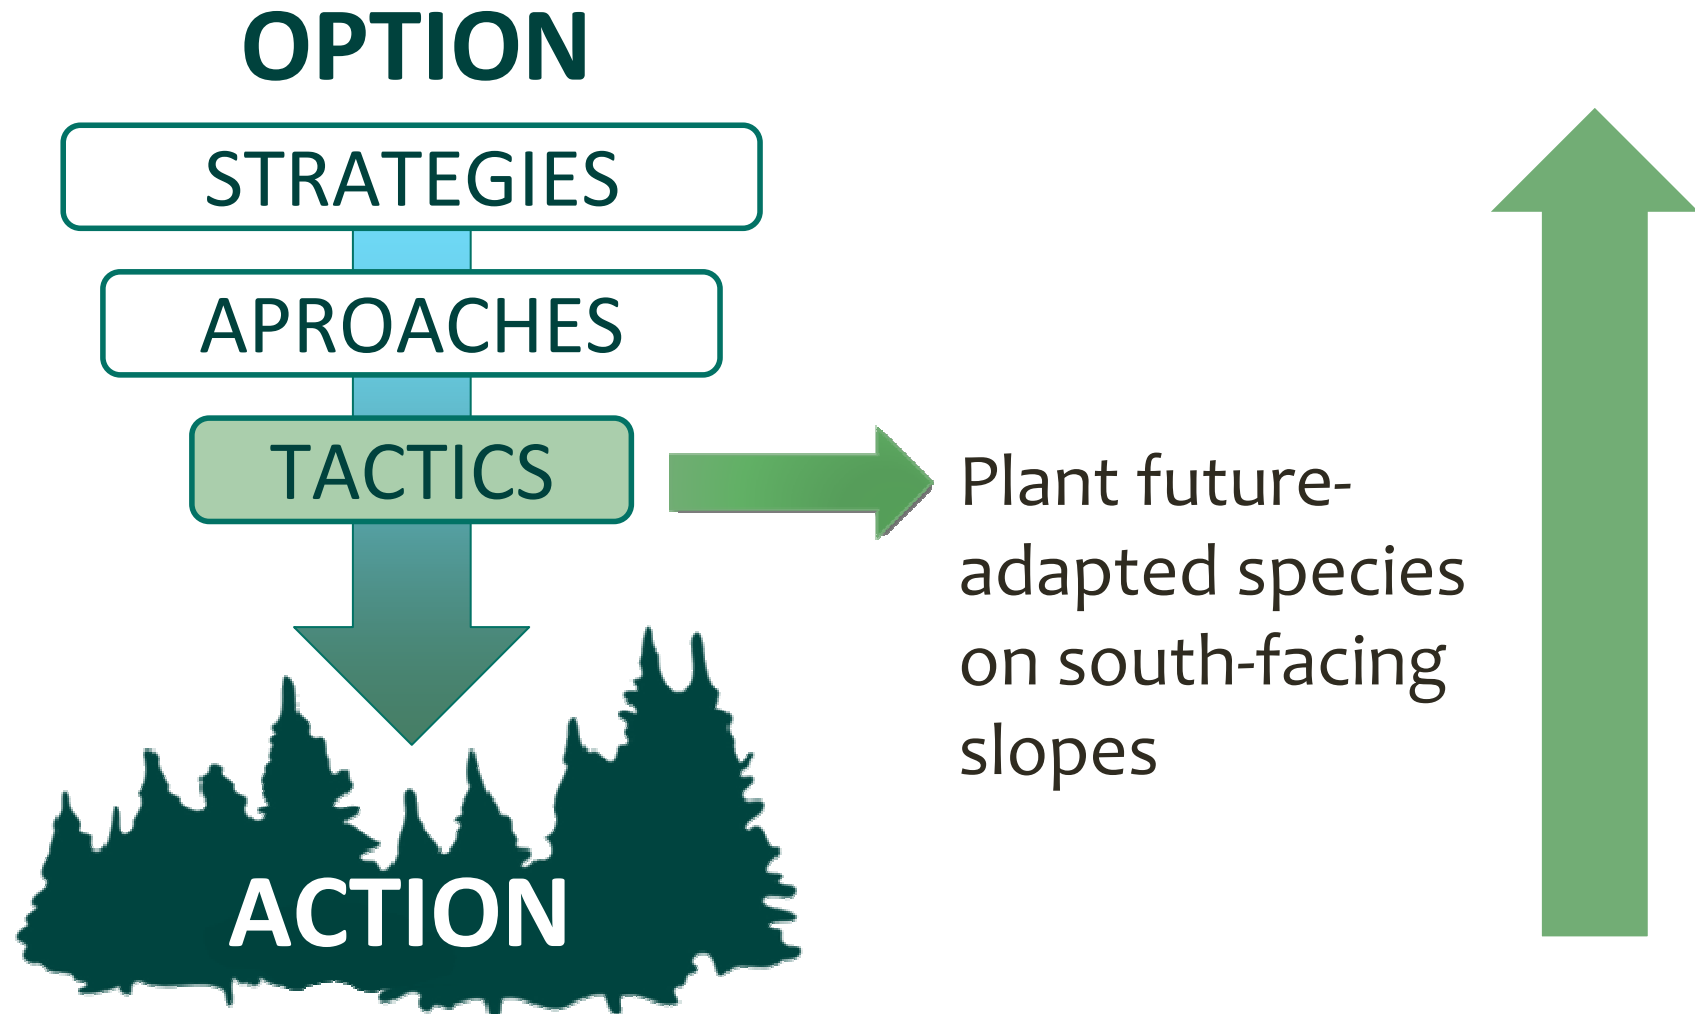 OPTION
STRATEGIES
APROACHES
TACTICS
Plant future-
adapted species
on south-facing
slopes
ACTION